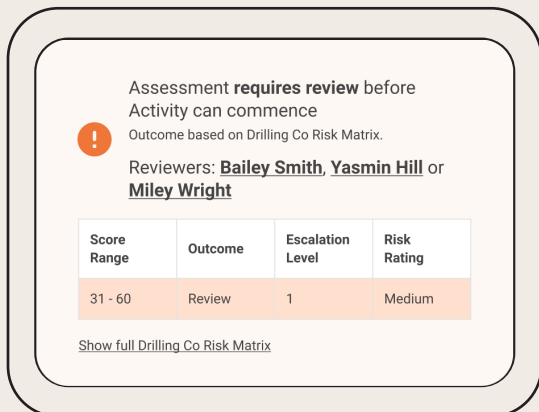 Assessment requires review before
Activity can commence
Outcome based on Drilling Co Risk Matrix.
!
Reviewers: Bailey Smith, Yasmin Hill or
Miley Wright
Score Range Outcome Escalation Level Risk Rating
31 - 60 Review 1 Medium
Show full Drilling Co Risk Matrix